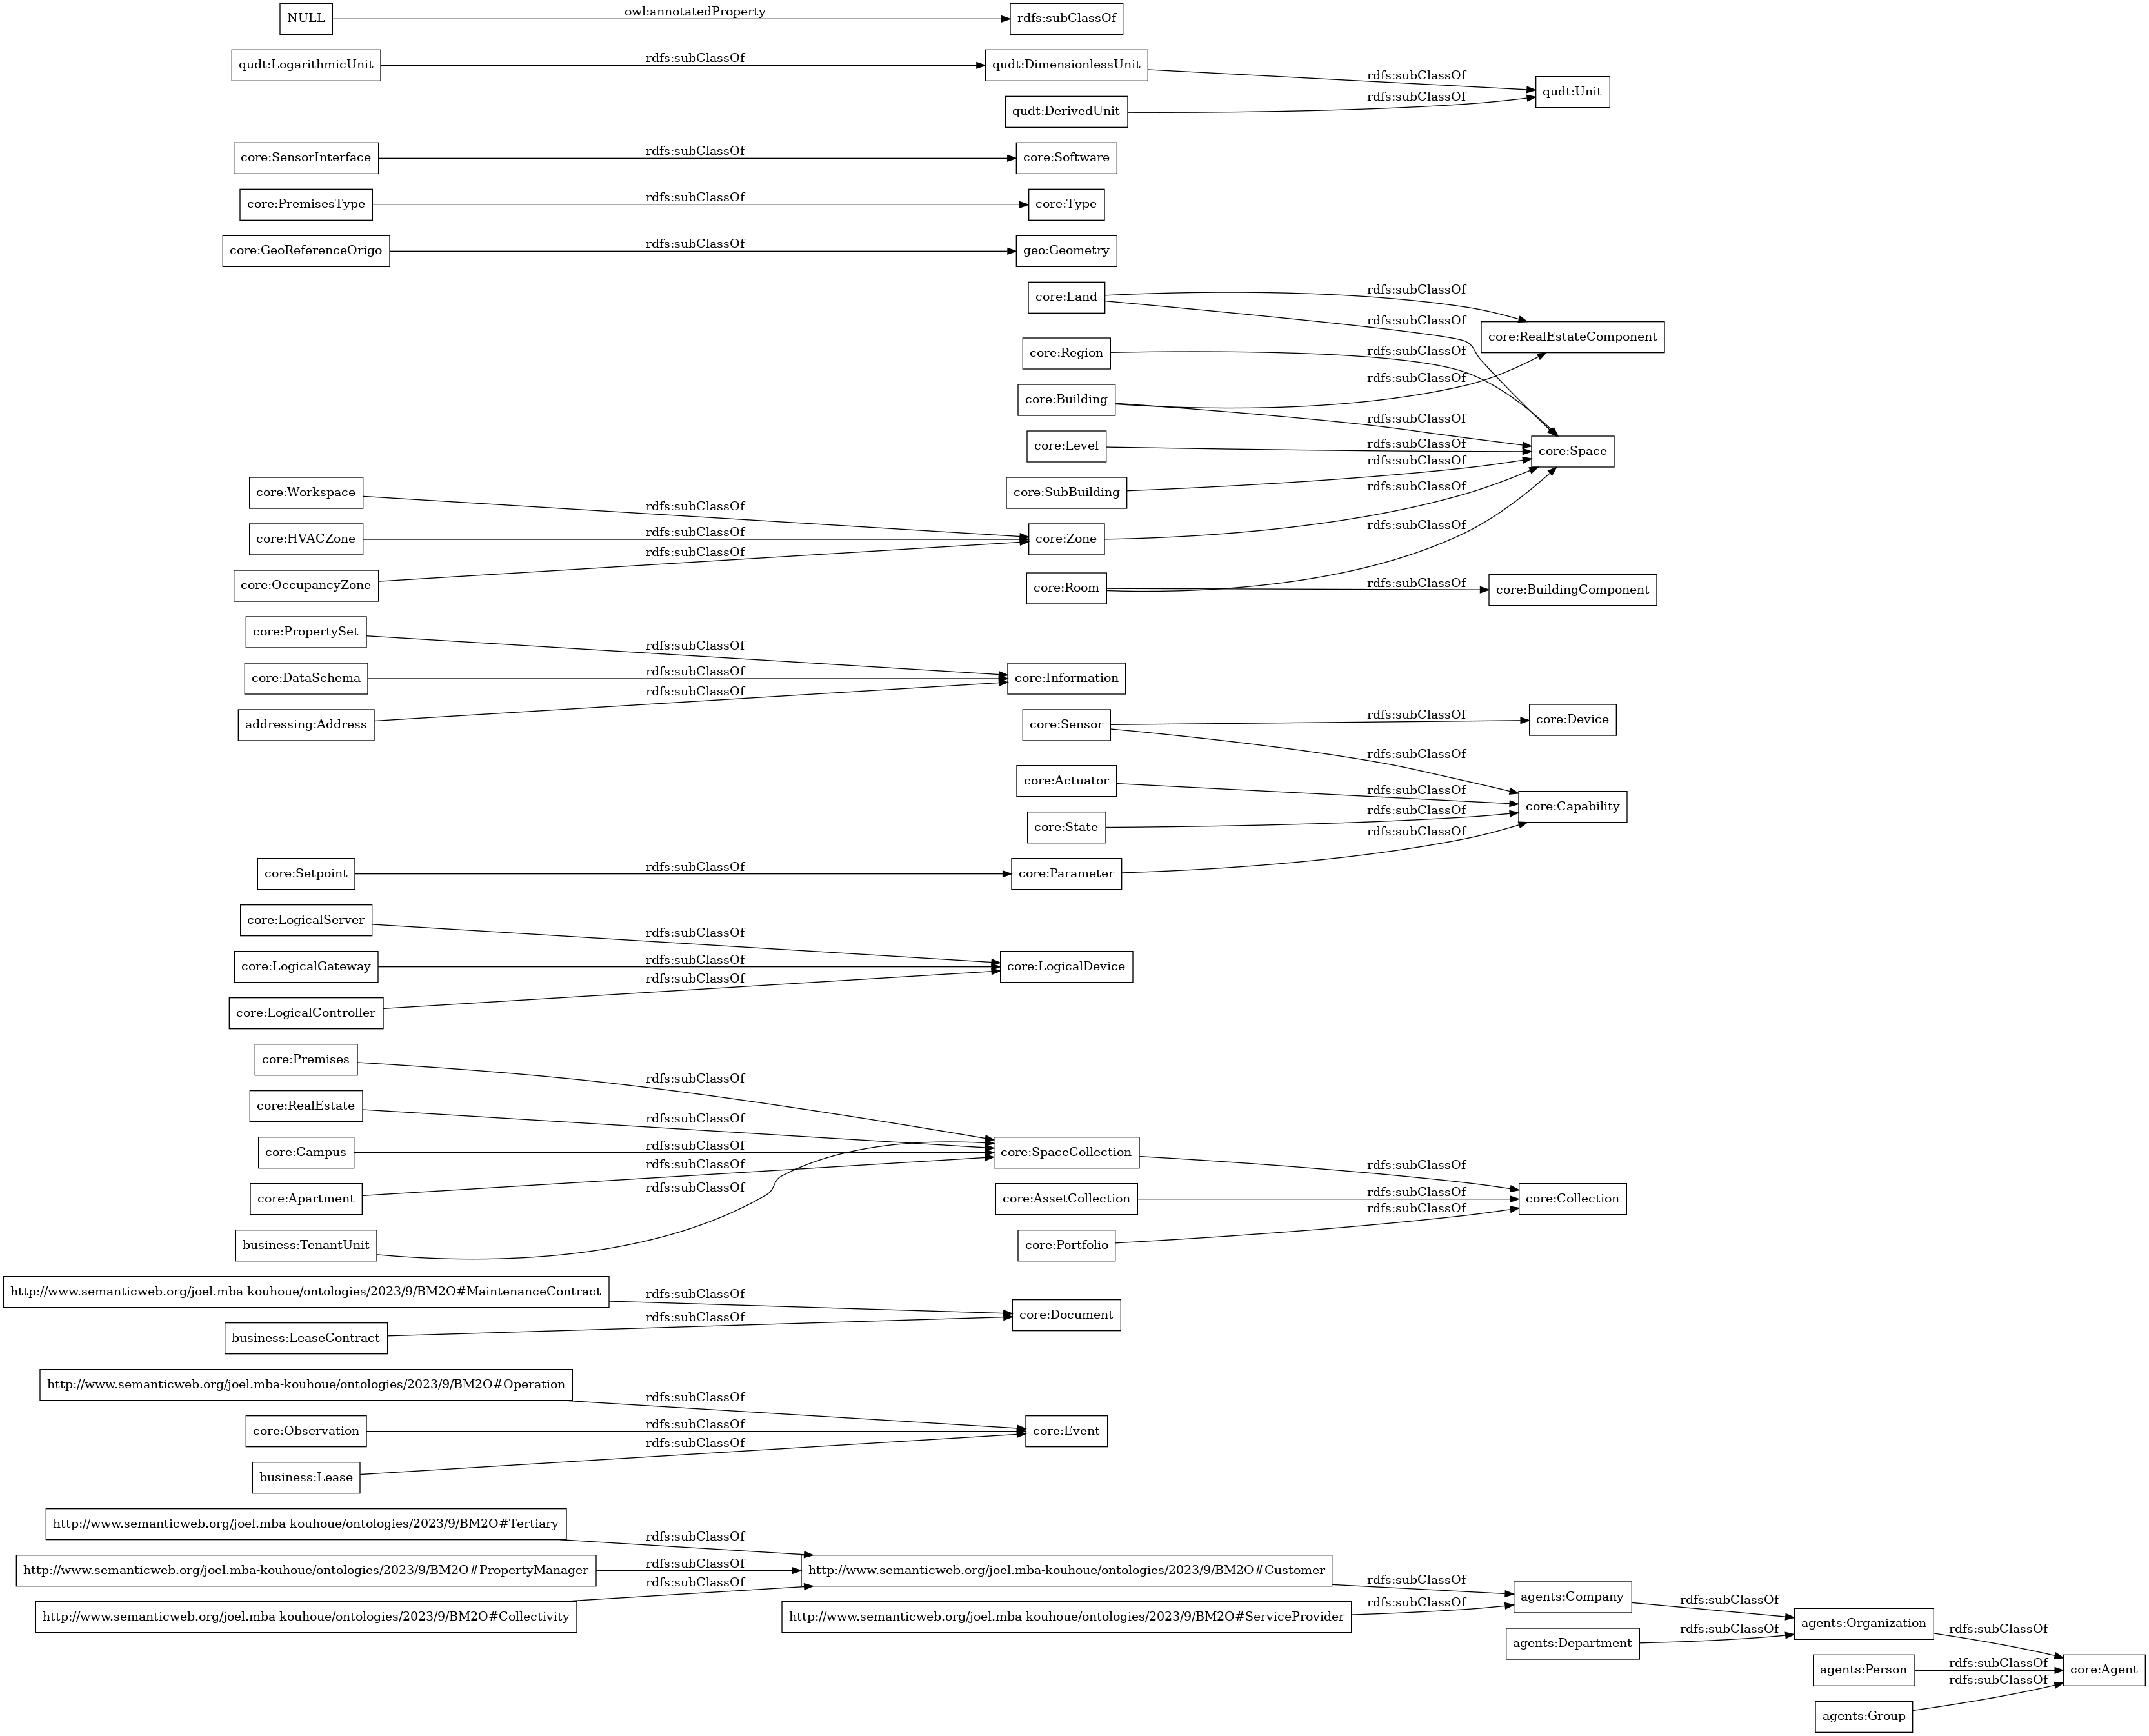 NULL
owl:annotatedProperty
rdfs:subClassOf
qudt:LogarithmicUnit
rdfs:subClassOf
qudt:DimensionlessUnit
rdfs:subClassOf
qudt:Unit
qudt:DerivedUnit
rdfs:subClassOf
core:SensorInterface
rdfs:subClassOf
core:Software
core:PremisesType
rdfs:subClassOf
core:Type
core:GeoReferenceOrigo
rdfs:subClassOf
geo:Geometry
core:Land
rdfs:subClassOf
rdfs:subClassOf
core:RealEstateComponent
core:Region
rdfs:subClassOf
rdfs:subClassOf
core:Building
rdfs:subClassOf
core:Level
rdfs:subClassOf
core:Space
rdfs:subClassOf
core:SubBuilding
core:Workspace
rdfs:subClassOf
rdfs:subClassOf
core:HVACZone
rdfs:subClassOf
core:Zone
rdfs:subClassOf
rdfs:subClassOf
core:OccupancyZone
core:Room
rdfs:subClassOf
core:BuildingComponent
core:PropertySet
rdfs:subClassOf
core:DataSchema
rdfs:subClassOf
core:Information
addressing:Address
rdfs:subClassOf
core:Sensor
rdfs:subClassOf
core:Device
rdfs:subClassOf
core:Actuator
rdfs:subClassOf
core:Capability
core:State
rdfs:subClassOf
rdfs:subClassOf
core:Setpoint
rdfs:subClassOf
core:Parameter
core:LogicalServer
rdfs:subClassOf
core:LogicalGateway
rdfs:subClassOf
core:LogicalDevice
rdfs:subClassOf
core:LogicalController
core:Premises
rdfs:subClassOf
core:RealEstate
rdfs:subClassOf
core:Campus
rdfs:subClassOf
core:SpaceCollection
rdfs:subClassOf
rdfs:subClassOf
core:Apartment
rdfs:subClassOf
core:AssetCollection
rdfs:subClassOf
core:Collection
rdfs:subClassOf
business:TenantUnit
core:Portfolio
http://www.semanticweb.org/joel.mba-kouhoue/ontologies/2023/9/BM2O#MaintenanceContract
rdfs:subClassOf
core:Document
rdfs:subClassOf
business:LeaseContract
http://www.semanticweb.org/joel.mba-kouhoue/ontologies/2023/9/BM2O#Operation
rdfs:subClassOf
core:Observation
rdfs:subClassOf
core:Event
rdfs:subClassOf
business:Lease
http://www.semanticweb.org/joel.mba-kouhoue/ontologies/2023/9/BM2O#Tertiary
rdfs:subClassOf
http://www.semanticweb.org/joel.mba-kouhoue/ontologies/2023/9/BM2O#PropertyManager
rdfs:subClassOf
http://www.semanticweb.org/joel.mba-kouhoue/ontologies/2023/9/BM2O#Customer
rdfs:subClassOf
rdfs:subClassOf
http://www.semanticweb.org/joel.mba-kouhoue/ontologies/2023/9/BM2O#Collectivity
http://www.semanticweb.org/joel.mba-kouhoue/ontologies/2023/9/BM2O#ServiceProvider
rdfs:subClassOf
agents:Company
rdfs:subClassOf
agents:Organization
rdfs:subClassOf
agents:Department
rdfs:subClassOf
agents:Person
rdfs:subClassOf
core:Agent
rdfs:subClassOf
agents:Group